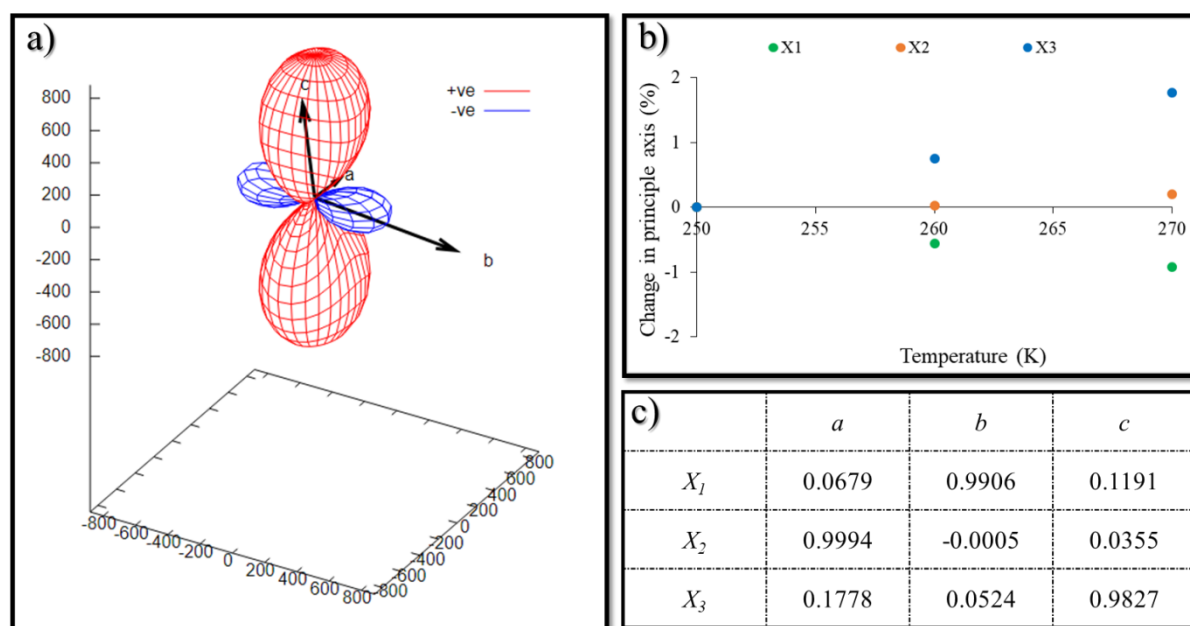 a)
c
+ve
-ve
a
b
800
600
400
200
0
-200
-400
-600
-800
-800
-600
-400
-200
0
200
400
600
800
800
600
400
200
0
-200
-400
-600
-800
b)
X1 X2 X3
Change in principle axis (%)
2
1
0
-1
-2
250 255 260 265 270
Temperature (K)
c)
a b c
X1 0.0679 0.9906 0.1191
X2 0.9994 -0.0005 0.0355
X3 0.1778 0.0524 0.9827